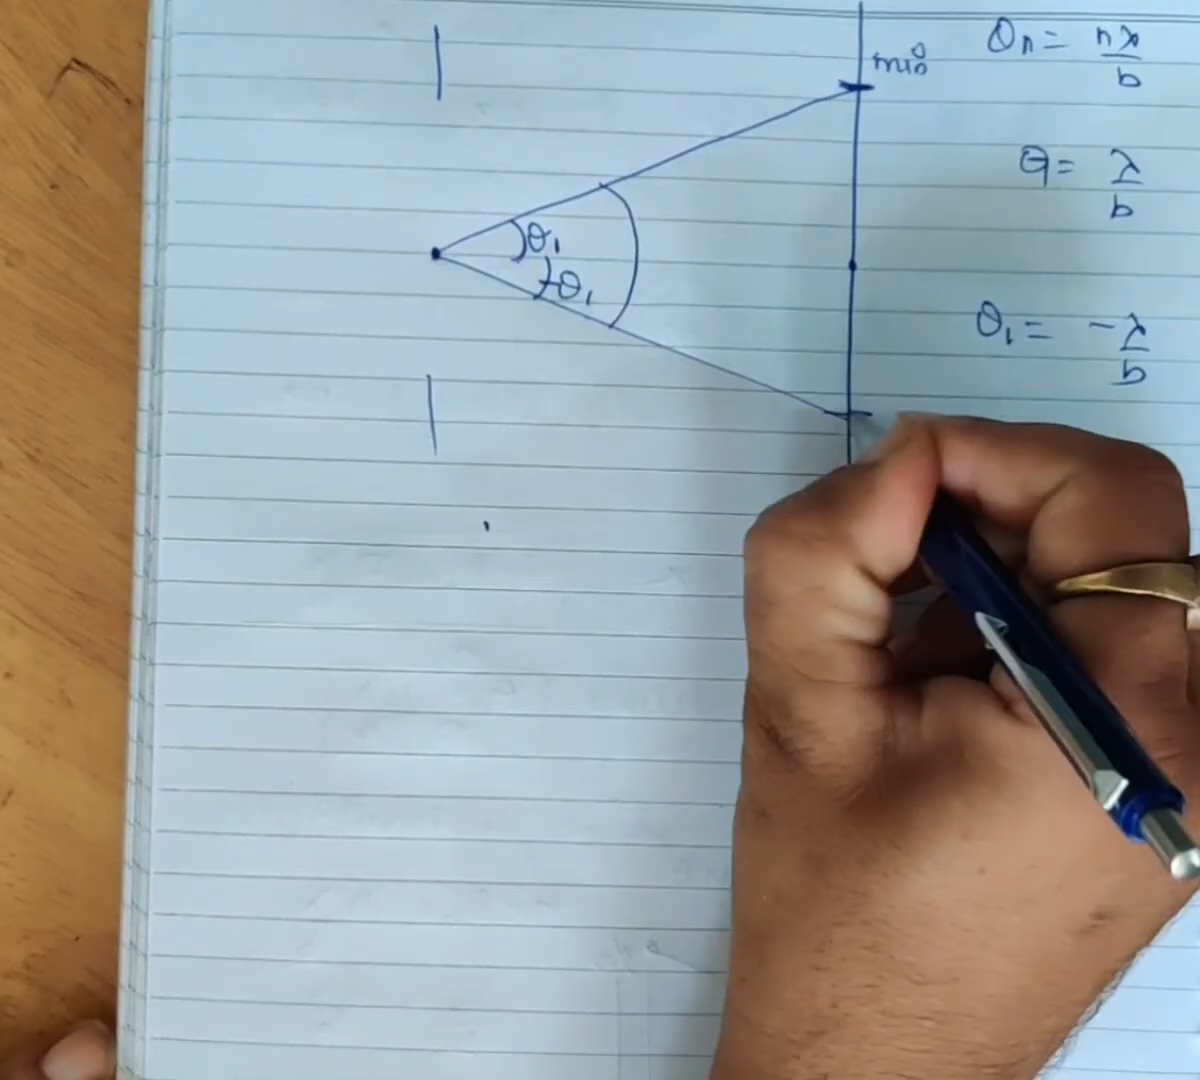 min
θn = nλ/b
θ = λ/b
θ₁
-θ₁
θ₁ = -λ/b